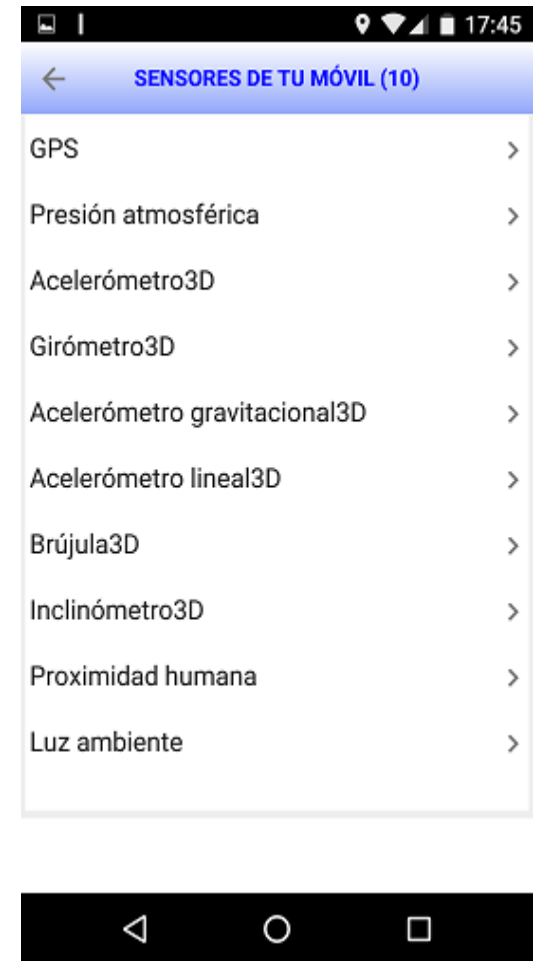 17:45
SENSORES DE TU MÓVIL (10)
GPS
Presión atmosférica
Acelerómetro3D
Girómetro3D
Acelerómetro gravitacional3D
Acelerómetro lineal3D
Brújula3D
Inclinómetro3D
Proximidad humana
Luz ambiente